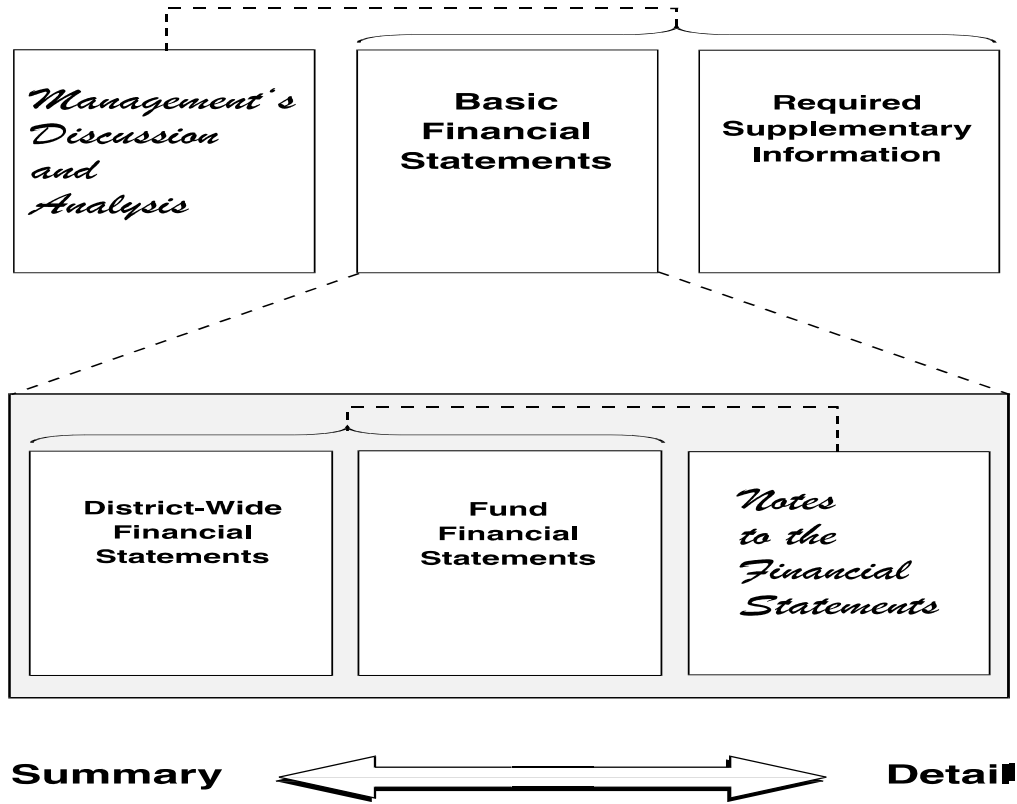 Management's
Discussion
and
Analysis
Basic
Financial
Statements
Required
Supplementary
Information
District-Wide
Financial
Statements
Fund
Financial
Statements
Notes
to the
Financial
Statements
Summary
Detail